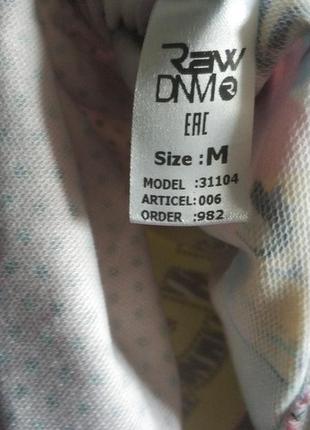 Raw
DNM R
EAC
Size : M
MODEL :31104
ARTICEL: 006
ORDER :982